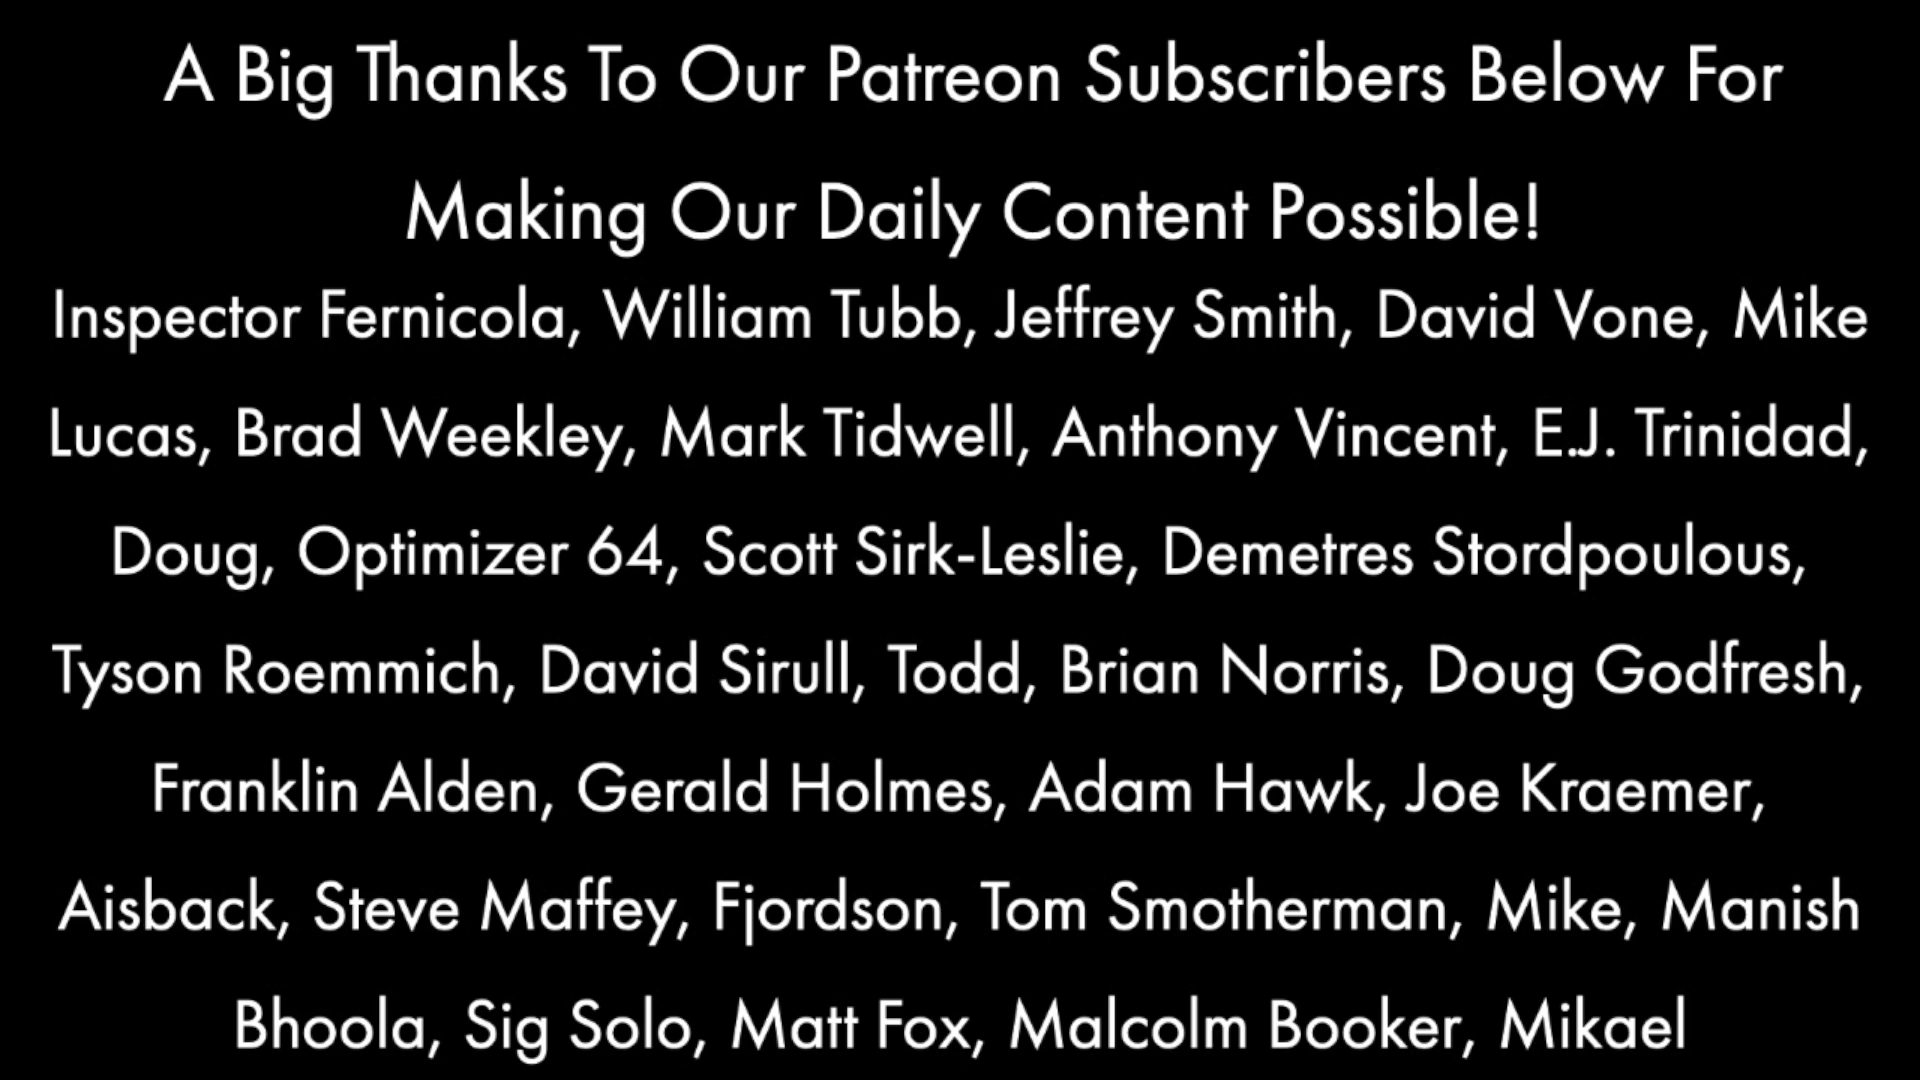 A Big Thanks To Our Patreon Subscribers Below For
Making Our Daily Content Possible!
Inspector Fernicola, William Tubb, Jeffrey Smith, David Vone, Mike
Lucas, Brad Weekley, Mark Tidwell, Anthony Vincent, E.J. Trinidad,
Doug, Optimizer 64, Scott Sirk-Leslie, Demetres Stordpoulous,
Tyson Roemmich, David Sirull, Todd, Brian Norris, Doug Godfresh,
Franklin Alden, Gerald Holmes, Adam Hawk, Joe Kraemer,
Aisback, Steve Maffey, Fjordson, Tom Smotherman, Mike, Manish
Bhoola, Sig Solo, Matt Fox, Malcolm Booker, Mikael